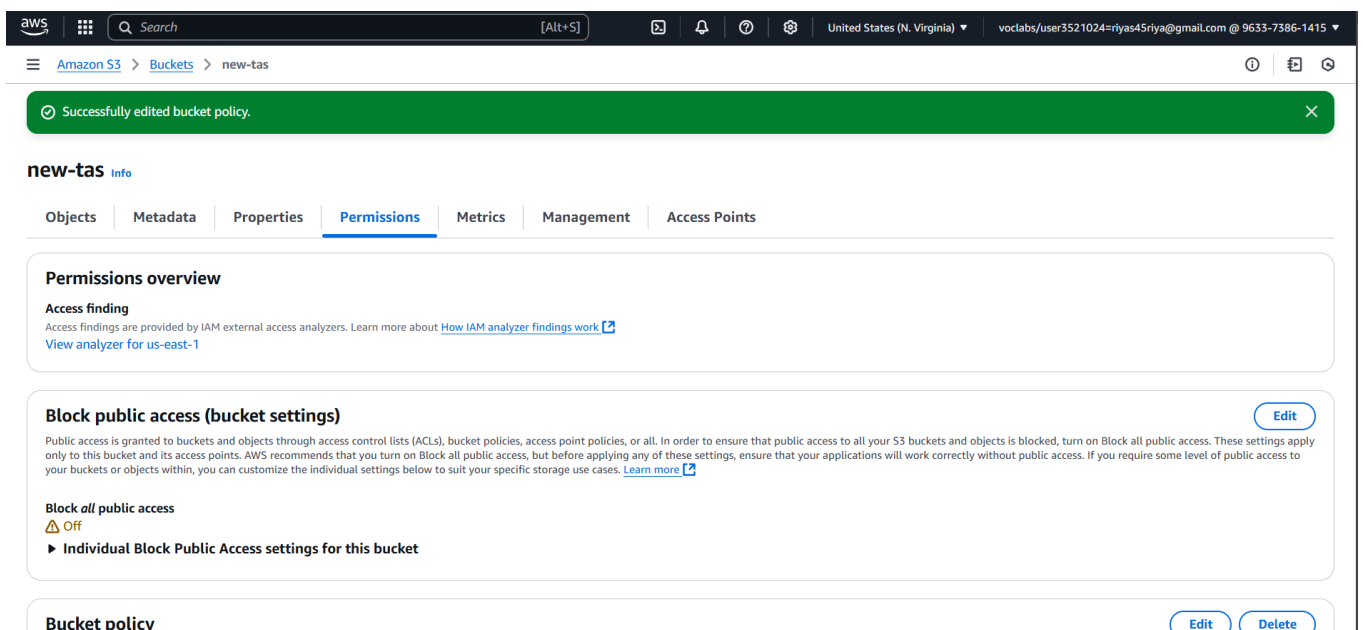 aws
Search [Alt+S]
United States (N. Virginia) ▼
voclabs/user3521024=riyas45riya@gmail.com @ 9633-7386-1415 ▼
Amazon S3 > Buckets > new-tas
Successfully edited bucket policy.
new-tas Info
Objects Metadata Properties Permissions Metrics Management Access Points
Permissions overview
Access finding
Access findings are provided by IAM external access analyzers. Learn more about How IAM analyzer findings work
View analyzer for us-east-1
Block public access (bucket settings)
Edit
Public access is granted to buckets and objects through access control lists (ACLs), bucket policies, access point policies, or all. In order to ensure that public access to all your S3 buckets and objects is blocked, turn on Block all public access. These settings apply
only to this bucket and its access points. AWS recommends that you turn on Block all public access, but before applying any of these settings, ensure that your applications will work correctly without public access. If you require some level of public access to
your buckets or objects within, you can customize the individual settings below to suit your specific storage use cases. Learn more
Block all public access
Off
Individual Block Public Access settings for this bucket
Bucket policy
Edit Delete